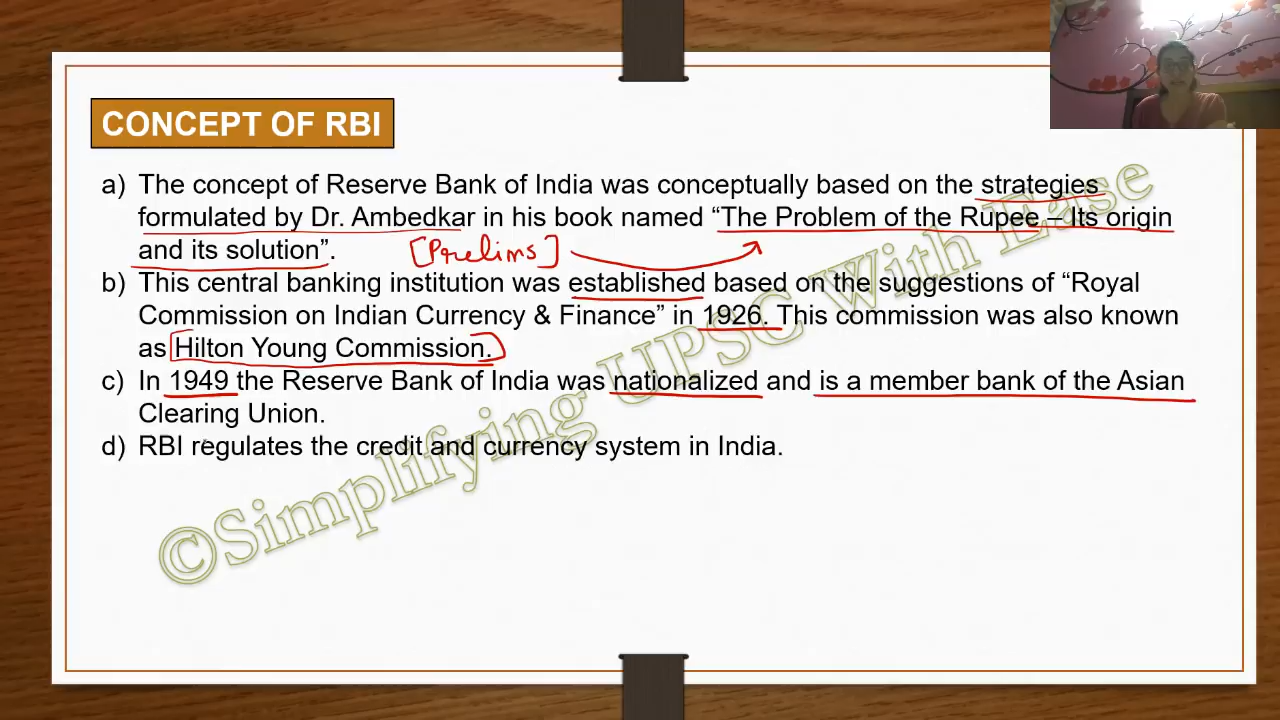 CONCEPT OF RBI
a) The concept of Reserve Bank of India was conceptually based on the strategies
formulated by Dr. Ambedkar in his book named “The Problem of the Rupee – Its origin
and its solution”. [Prelims]
b) This central banking institution was established based on the suggestions of “Royal
Commission on Indian Currency & Finance” in 1926. This commission was also known
as Hilton Young Commission.
c) In 1949 the Reserve Bank of India was nationalized and is a member bank of the Asian
Clearing Union.
d) RBI regulates the credit and currency system in India.
©Simplifying UPSC With Ease